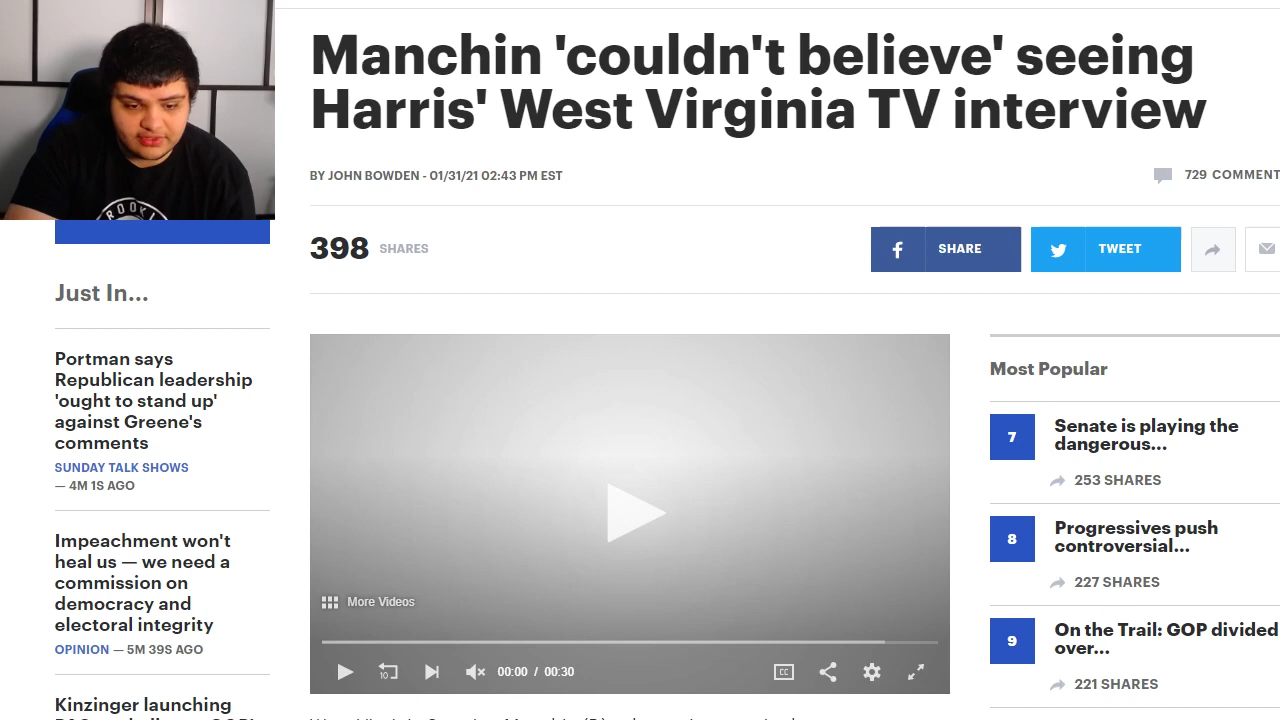 Manchin 'couldn't believe' seeing
Harris' West Virginia TV interview
BY JOHN BOWDEN - 01/31/21 02:43 PM EST
729 COMMENT
398 SHARES
SHARE
TWEET
Just In...
Portman says
Republican leadership
'ought to stand up'
against Greene's
comments
SUNDAY TALK SHOWS
— 4M 1S AGO
Impeachment won't
heal us — we need a
commission on
democracy and
electoral integrity
OPINION — 5M 39S AGO
Kinzinger launching
More Videos
10
00:00 / 00:30
CC
Most Popular
7
Senate is playing the
dangerous...
253 SHARES
8
Progressives push
controversial...
227 SHARES
9
On the Trail: GOP divided
over...
221 SHARES